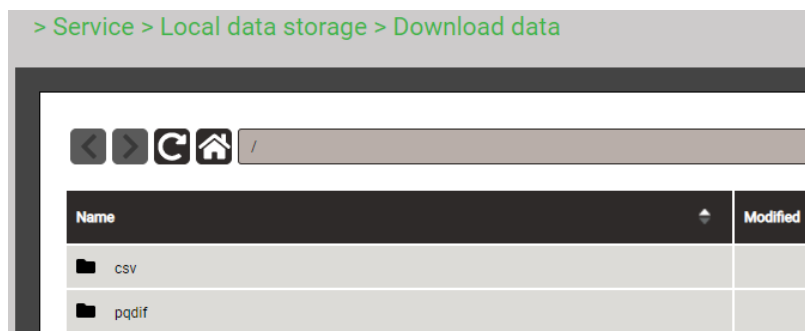 > Service > Local data storage > Download data
/
Name Modified
csv
pqdif